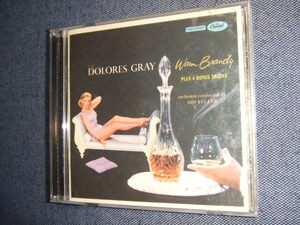 Capitol
DOLORES GRAY Warm Brandy
PLUS 4 BONUS TRACKS
orchestra conducted by
SID FELLER